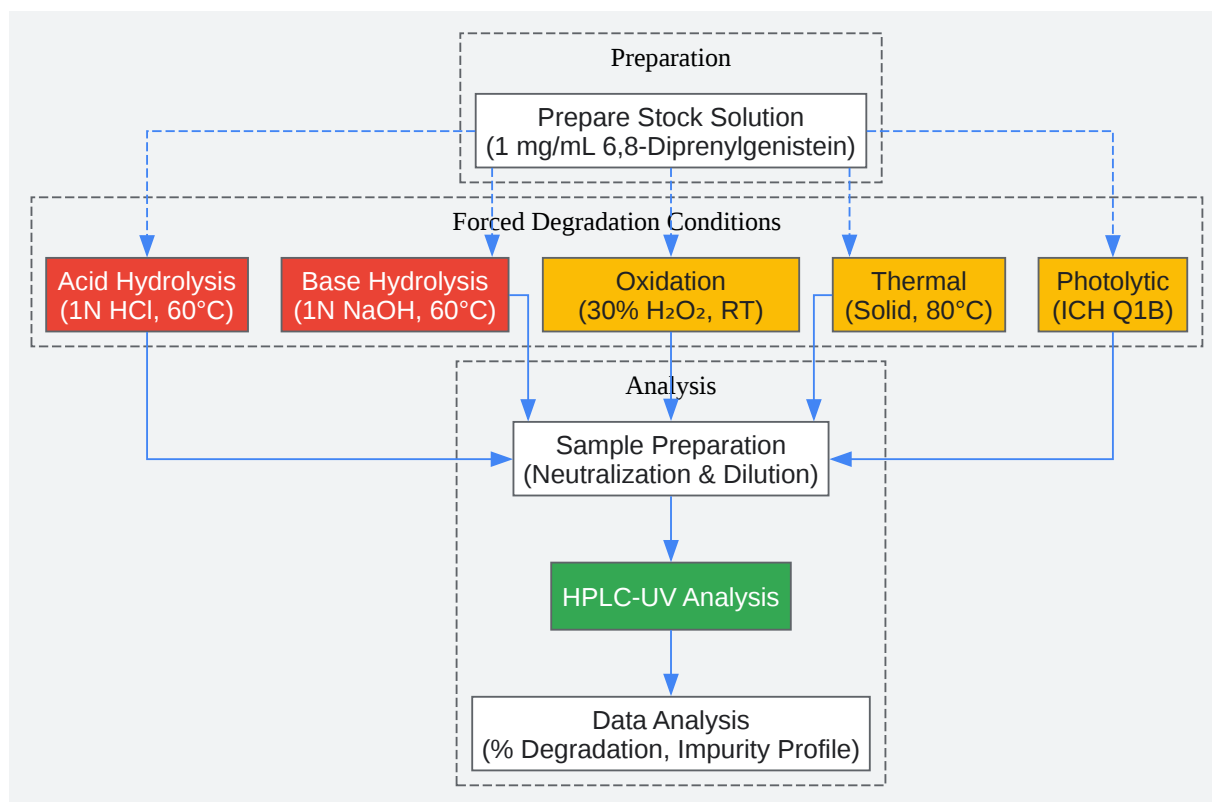 Preparation
Prepare Stock Solution
(1 mg/mL 6,8-Diprenylgenistein)
Forced Degradation Conditions
Acid Hydrolysis
(1N HCl, 60°C)
Base Hydrolysis
(1N NaOH, 60°C)
Oxidation
(30% H₂O₂, RT)
Thermal
(Solid, 80°C)
Photolytic
(ICH Q1B)
Analysis
Sample Preparation
(Neutralization & Dilution)
HPLC-UV Analysis
Data Analysis
(% Degradation, Impurity Profile)